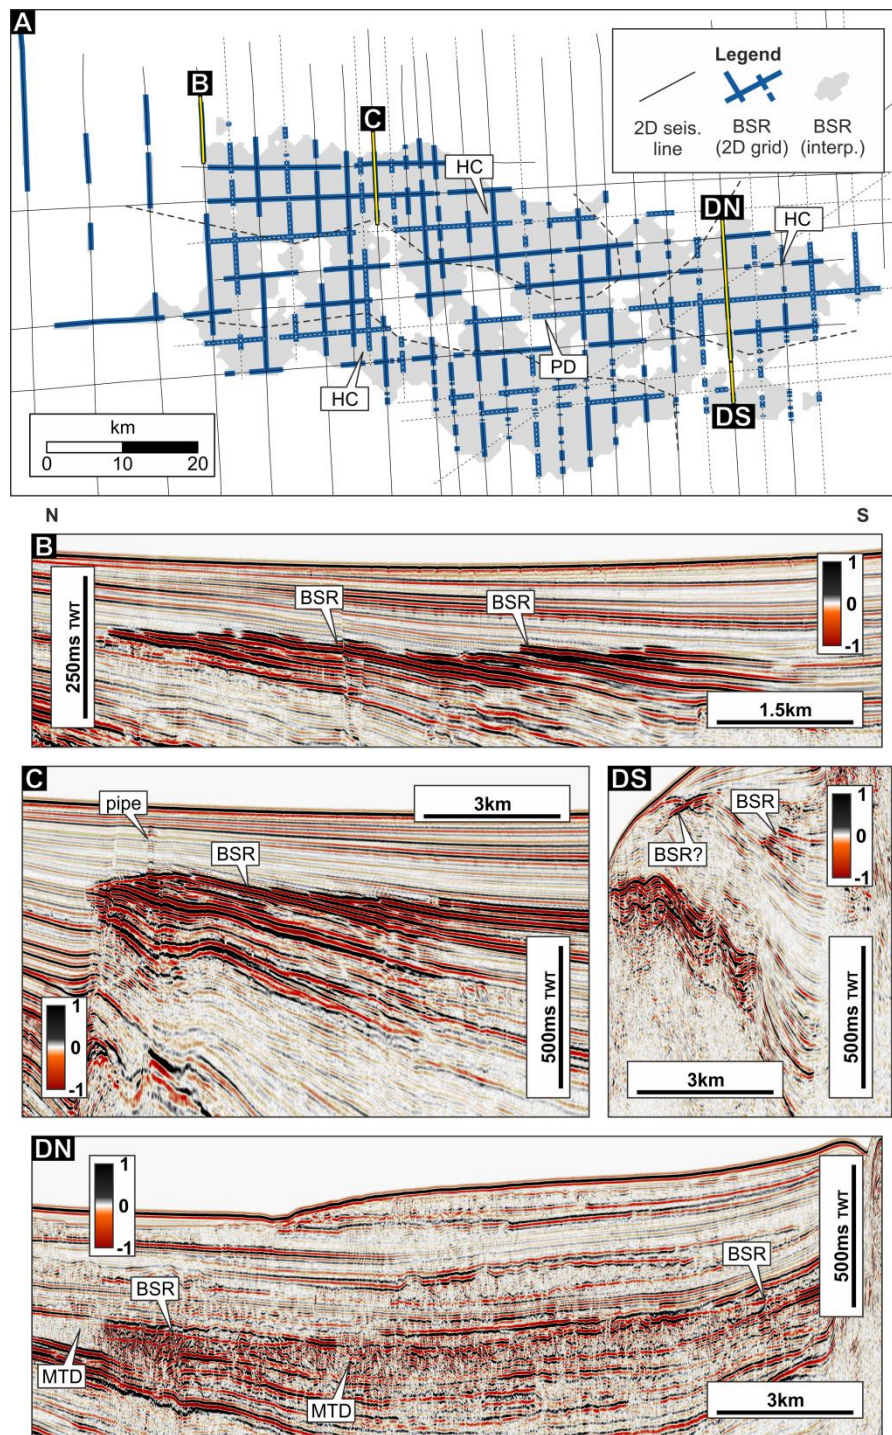 A
B
C
HC
DN
HC
HC
PD
DS
Legend
2D seis.
line
BSR
(2D grid)
BSR
(interp.)
km
0 10 20
N S
B
250ms TWT
BSR
BSR
1
0
-1
1.5km
C
pipe
BSR
3km
1
0
-1
500ms TWT
DS
BSR?
BSR
1
0
-1
500ms TWT
3km
DN
1
0
-1
BSR
MTD
MTD
BSR
500ms TWT
3km